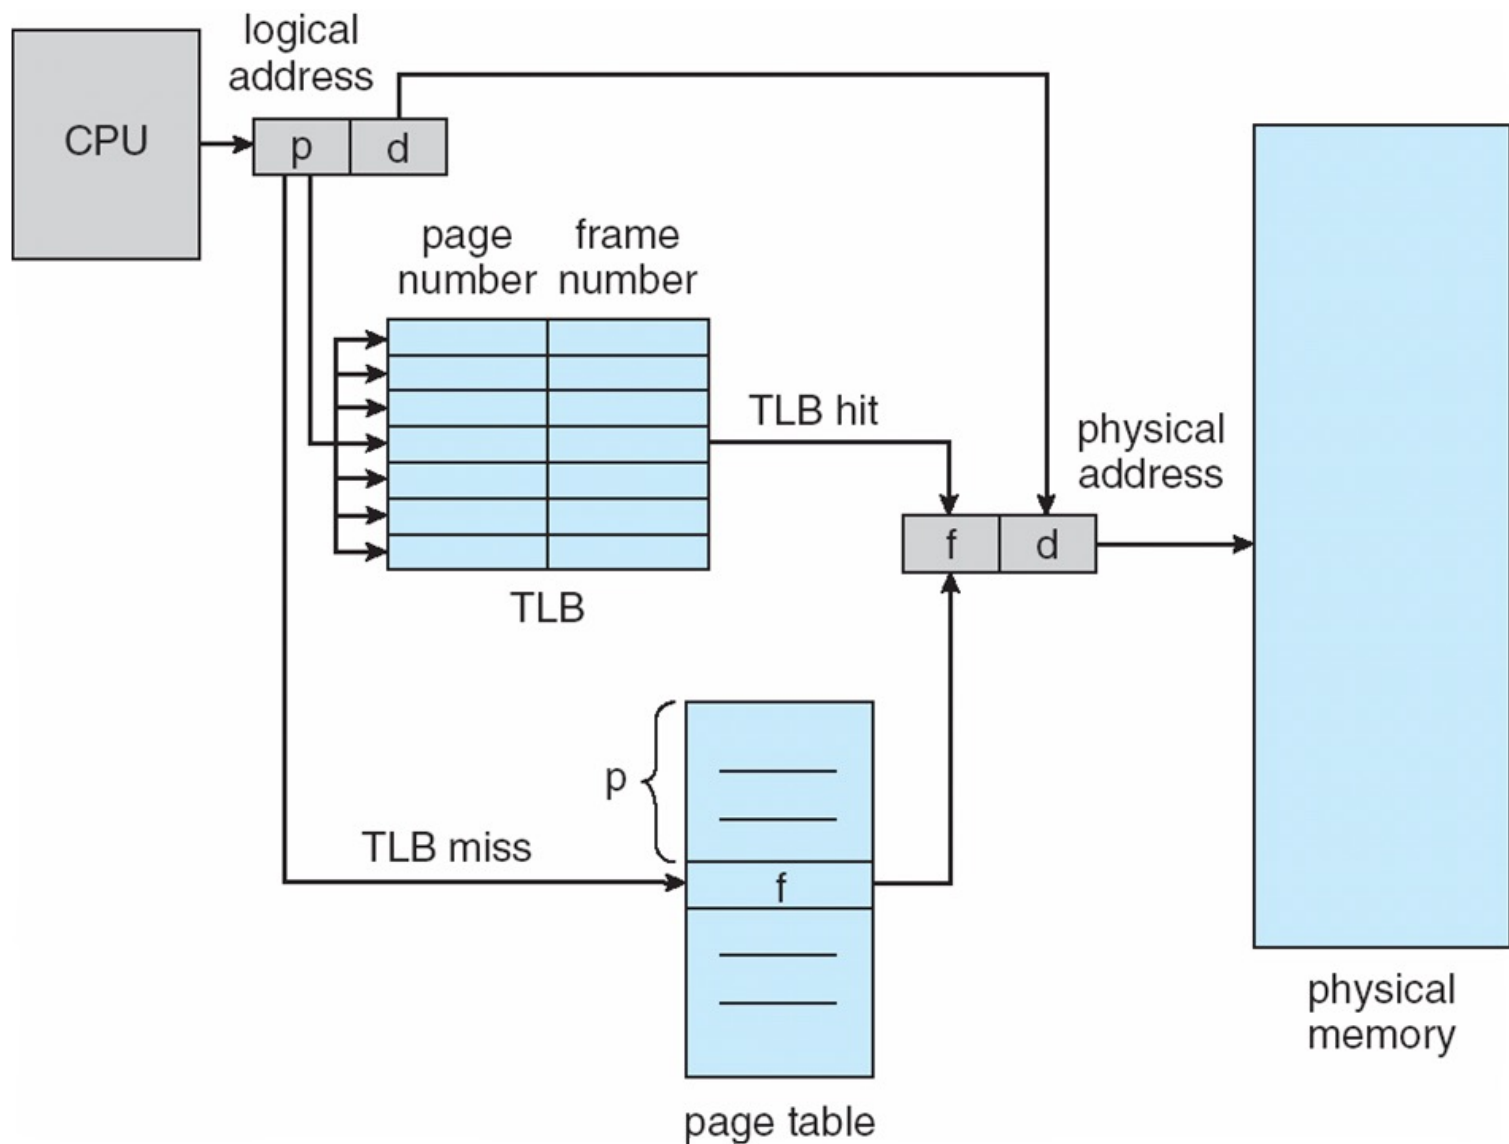 logical
address
CPU
p
d
page
number
frame
number
TLB hit
physical
address
f
d
TLB
p
TLB miss
f
physical
memory
page table